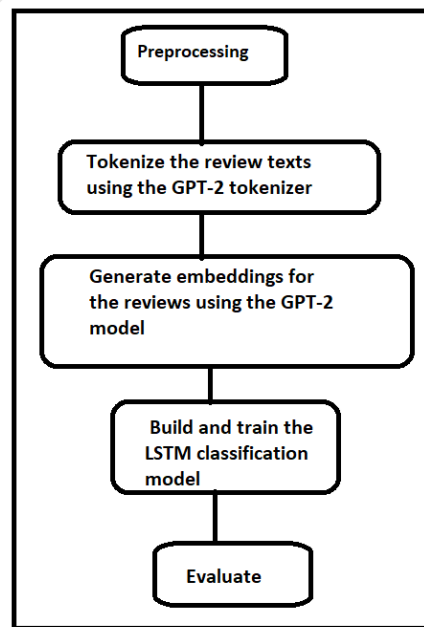 Preprocessing
Tokenize the review texts
using the GPT-2 tokenizer
Generate embeddings for
the reviews using the GPT-2
model
Build and train the
LSTM classification
model
Evaluate